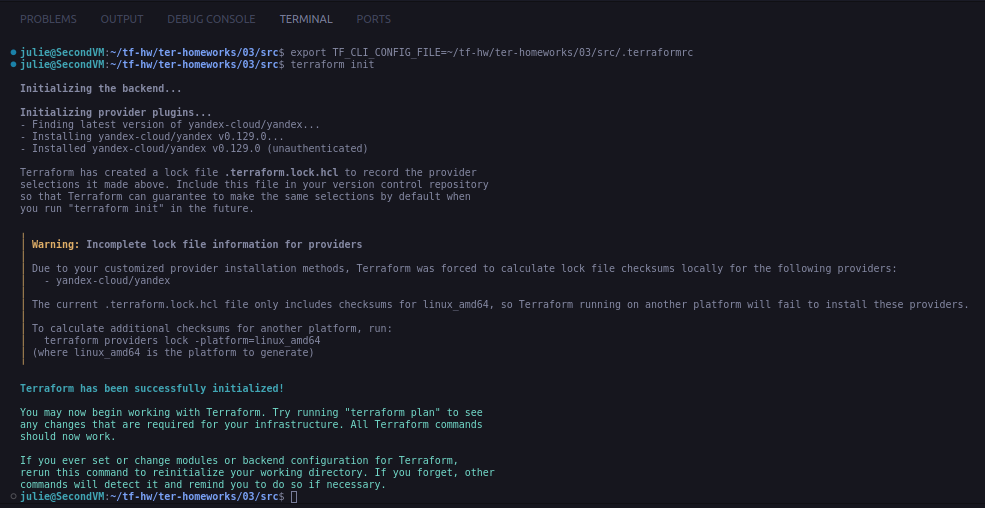 PROBLEMS OUTPUT DEBUG CONSOLE TERMINAL PORTS
julie@SecondVM:~/tf-hw/ter-homeworks/03/src$ export TF_CLI_CONFIG_FILE=~/tf-hw/ter-homeworks/03/src/.terraformrc
julie@SecondVM:~/tf-hw/ter-homeworks/03/src$ terraform init
Initializing the backend...
Initializing provider plugins...
- Finding latest version of yandex-cloud/yandex...
- Installing yandex-cloud/yandex v0.129.0...
- Installed yandex-cloud/yandex v0.129.0 (unauthenticated)
Terraform has created a lock file .terraform.lock.hcl to record the provider
selections it made above. Include this file in your version control repository
so that Terraform can guarantee to make the same selections by default when
you run "terraform init" in the future.
Warning: Incomplete lock file information for providers
Due to your customized provider installation methods, Terraform was forced to calculate lock file checksums locally for the following providers:
- yandex-cloud/yandex
The current .terraform.lock.hcl file only includes checksums for linux_amd64, so Terraform running on another platform will fail to install these providers.
To calculate additional checksums for another platform, run:
terraform providers lock -platform=linux_amd64
(where linux_amd64 is the platform to generate)
Terraform has been successfully initialized!
You may now begin working with Terraform. Try running "terraform plan" to see
any changes that are required for your infrastructure. All Terraform commands
should now work.
If you ever set or change modules or backend configuration for Terraform,
rerun this command to reinitialize your working directory. If you forget, other
commands will detect it and remind you to do so if necessary.
julie@SecondVM:~/tf-hw/ter-homeworks/03/src$